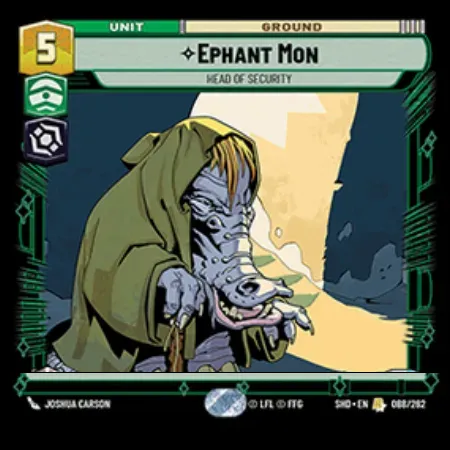 UNIT GROUND
5
EPHANT MON
HEAD OF SECURITY
JOSHUA CARSON Ⓒ LFL © FFG SHD • EN 088/262